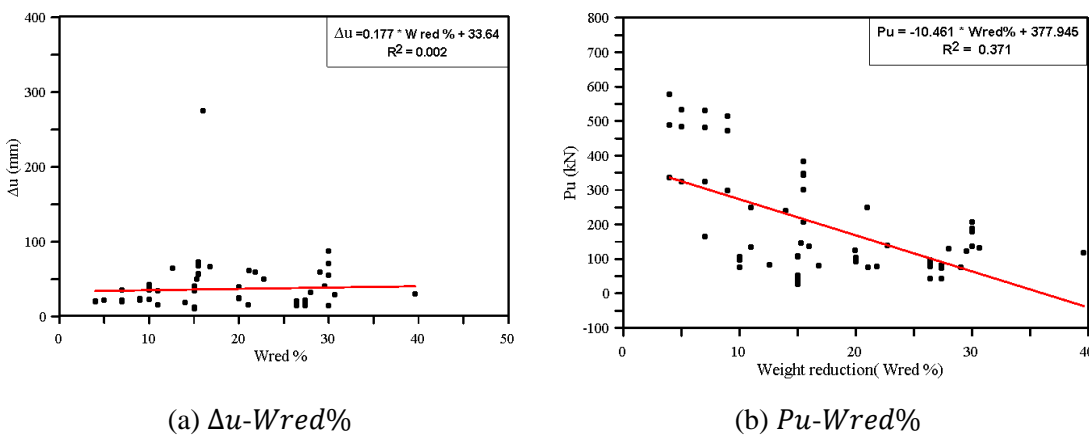 400
300
200
100
0
Δu (mm)
Δu =0.177 * W red % + 33.64
R2 = 0.002
0 10 20 30 40 50
Wred %
(a) Δu-Wred%
800
700
600
500
400
300
200
100
0
-100
Pu (kN)
Pu = -10.461 * Wred% + 377.945
R2 = 0.371
0 10 20 30 40
Weight reduction( Wred %)
(b) Pu-Wred%